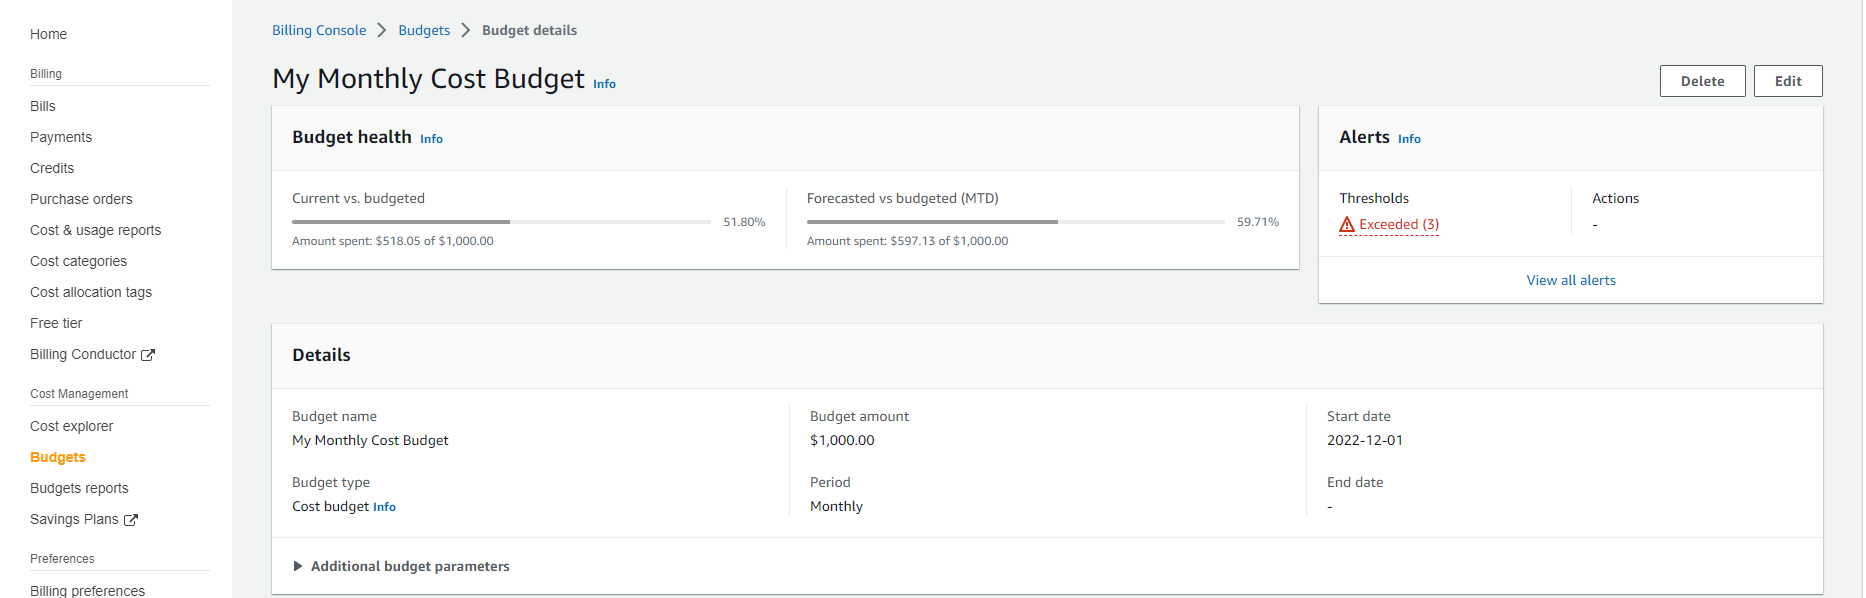 Home
Billing
Bills
Payments
Credits
Purchase orders
Cost & usage reports
Cost categories
Cost allocation tags
Free tier
Billing Conductor
Cost Management
Cost explorer
Budgets
Budgets reports
Savings Plans
Preferences
Billing preferences
Billing Console > Budgets > Budget details
My Monthly Cost Budget Info
Delete Edit
Budget health Info
Current vs. budgeted
51.80%
Amount spent: $518.05 of $1,000.00
Forecasted vs budgeted (MTD)
59.71%
Amount spent: $597.13 of $1,000.00
Alerts Info
Thresholds
Exceeded (3)
Actions
-
View all alerts
Details
Budget name
My Monthly Cost Budget
Budget type
Cost budget Info
Budget amount
$1,000.00
Period
Monthly
Start date
2022-12-01
End date
-
Additional budget parameters